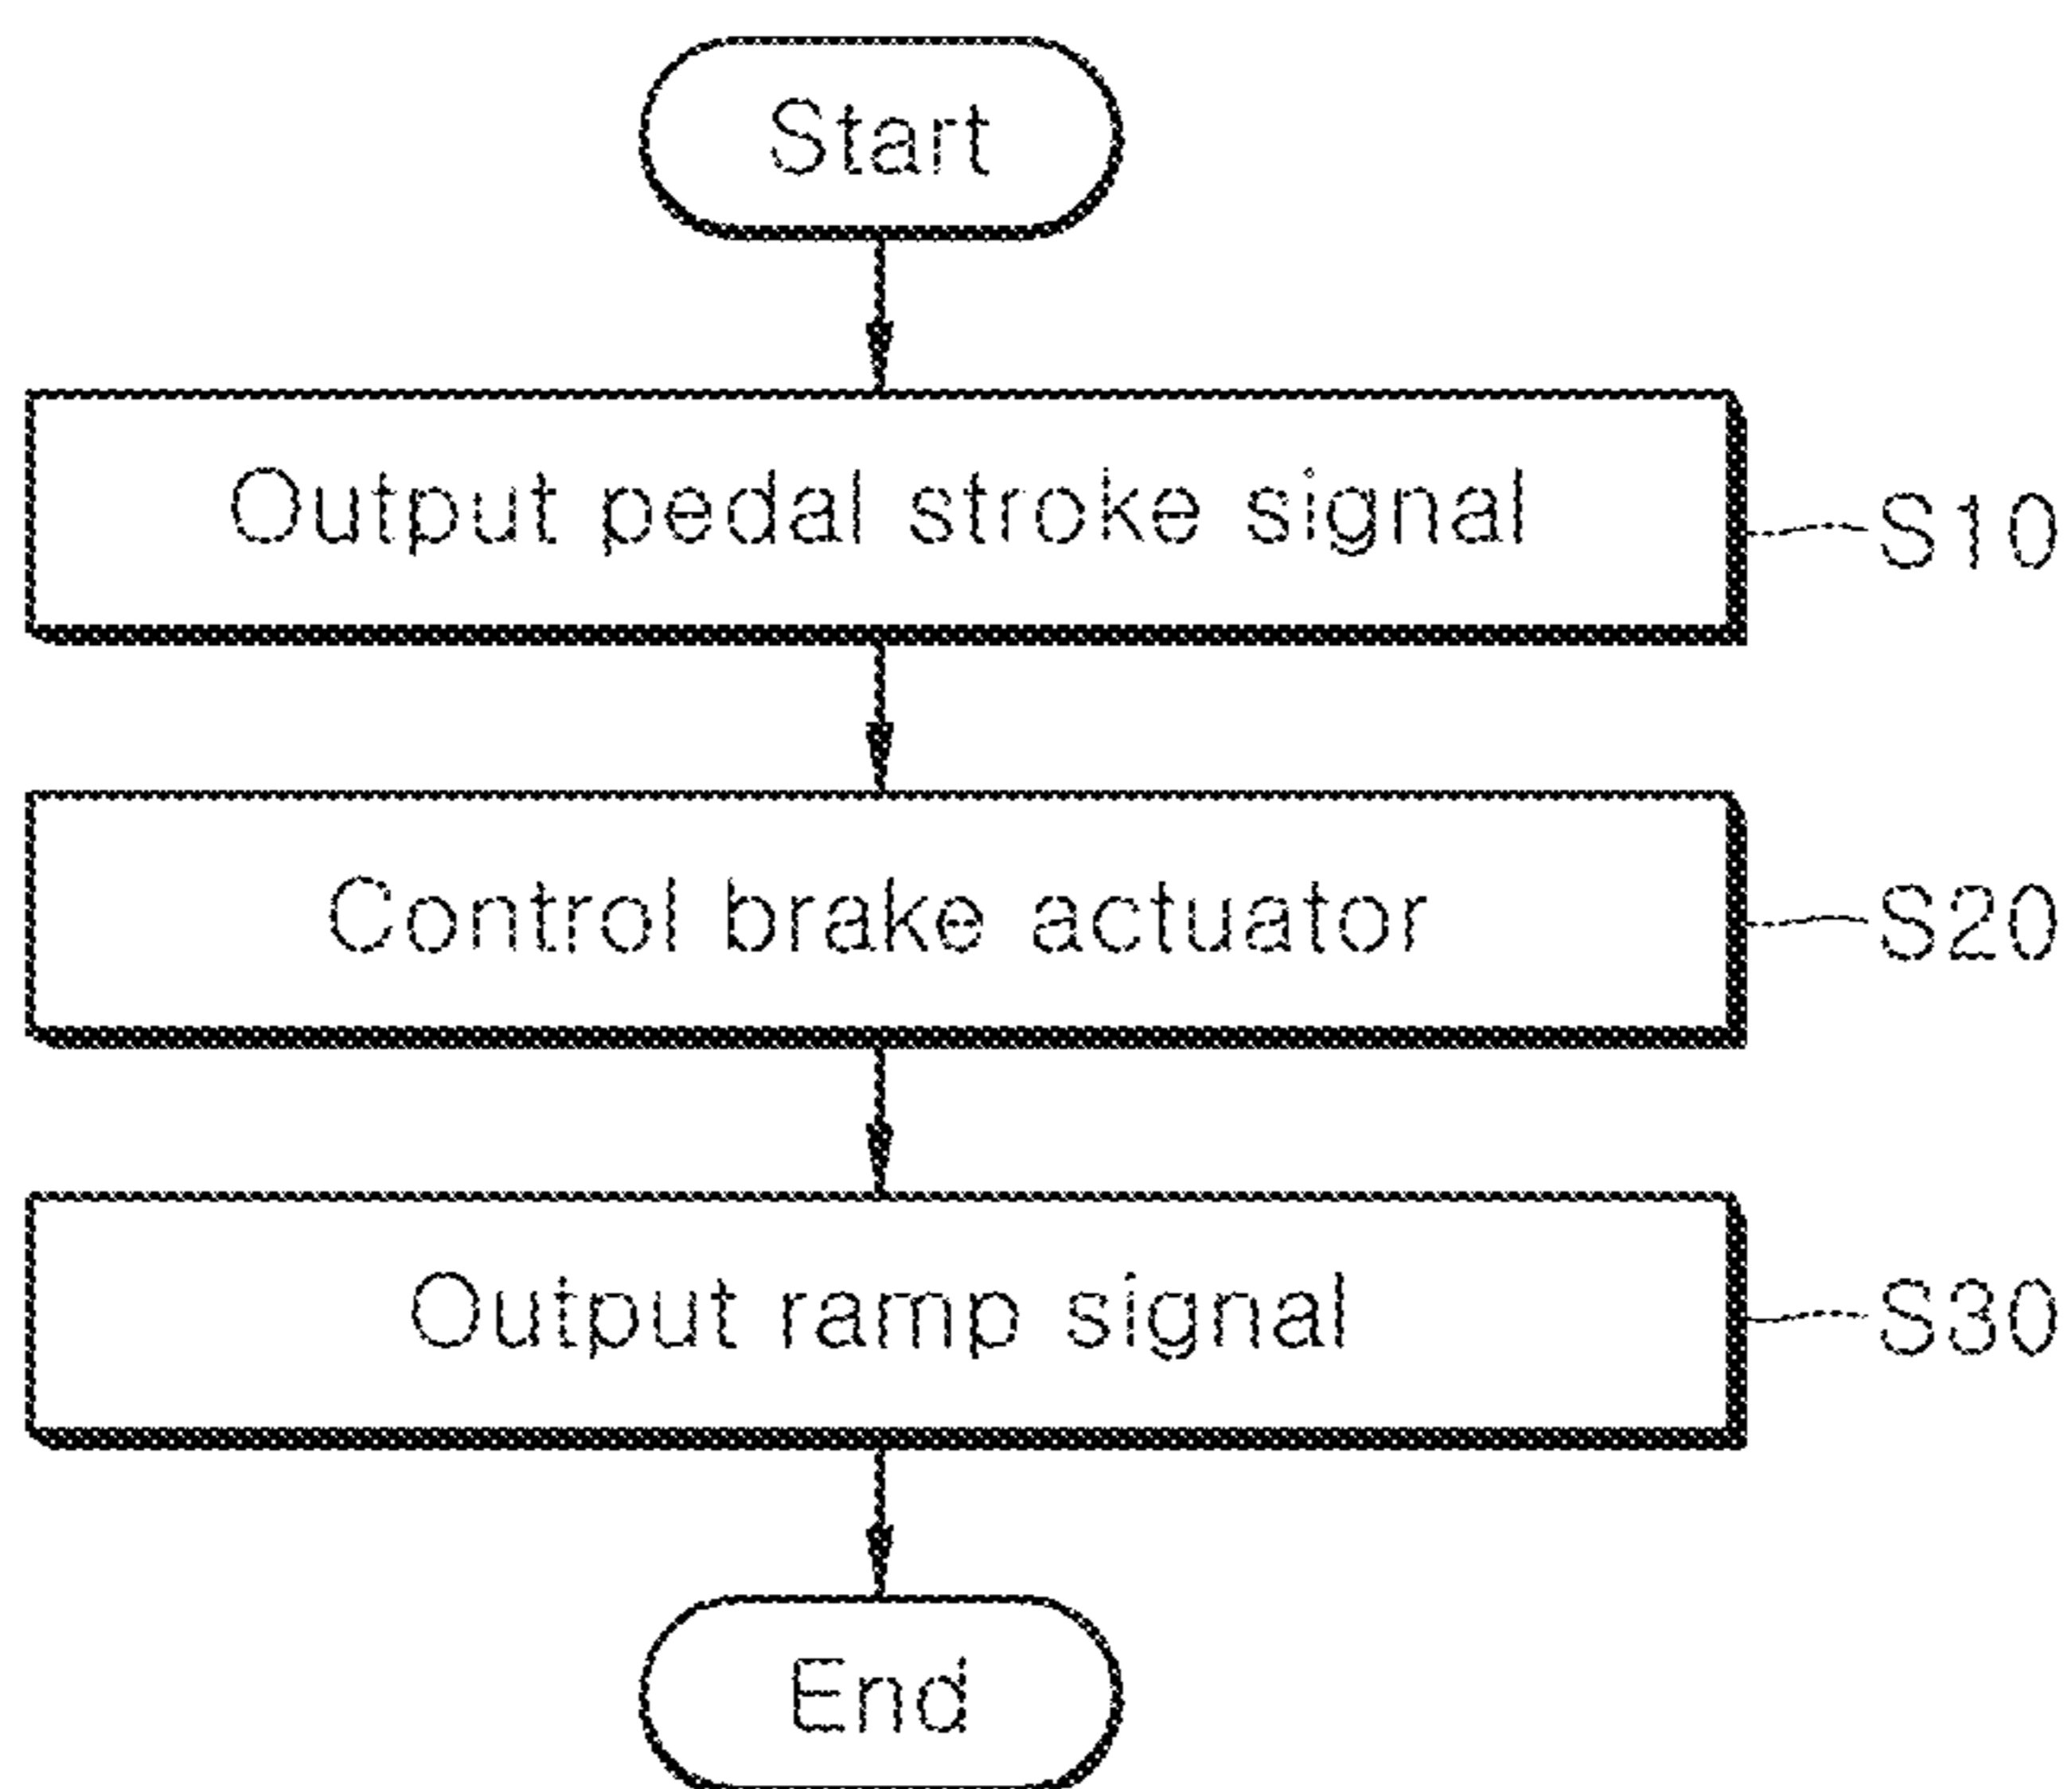 Start
Output pedal stroke signal
S10
Control brake actuator
S20
Output ramp signal
S30
End